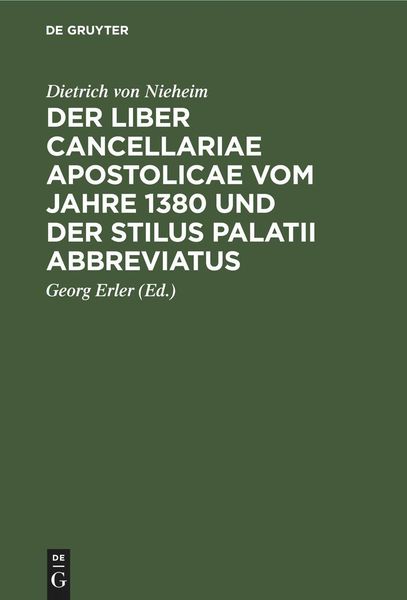 DE GRUYTER
Dietrich von Nieheim
DER LIBER
CANCELLARIAE
APOSTOLICAE VOM
JAHRE 1380 UND
DER STILUS PALATII
ABBREVIATUS
Georg Erler (Ed.)
DE
G